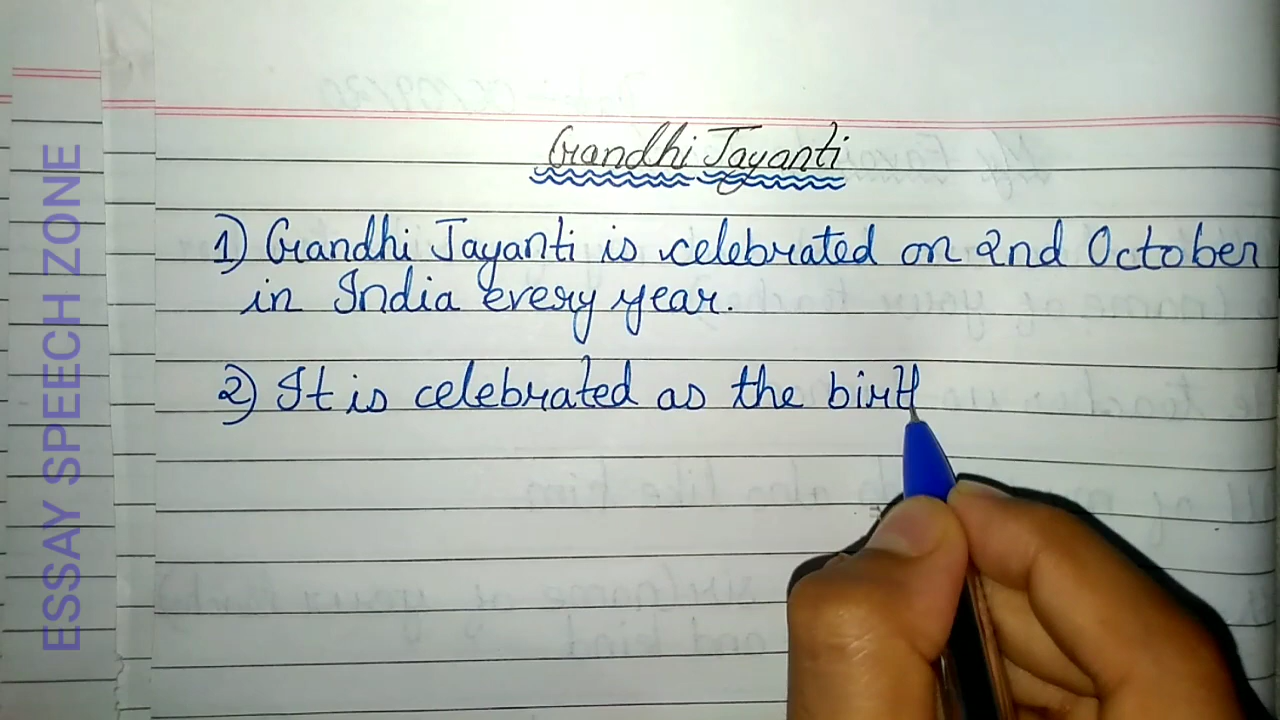 Gandhi Jayanti
1) Gandhi Jayanti is celebrated on 2nd October
in India every year.
2) It is celebrated as the birt
ESSAY SPEECH ZONE